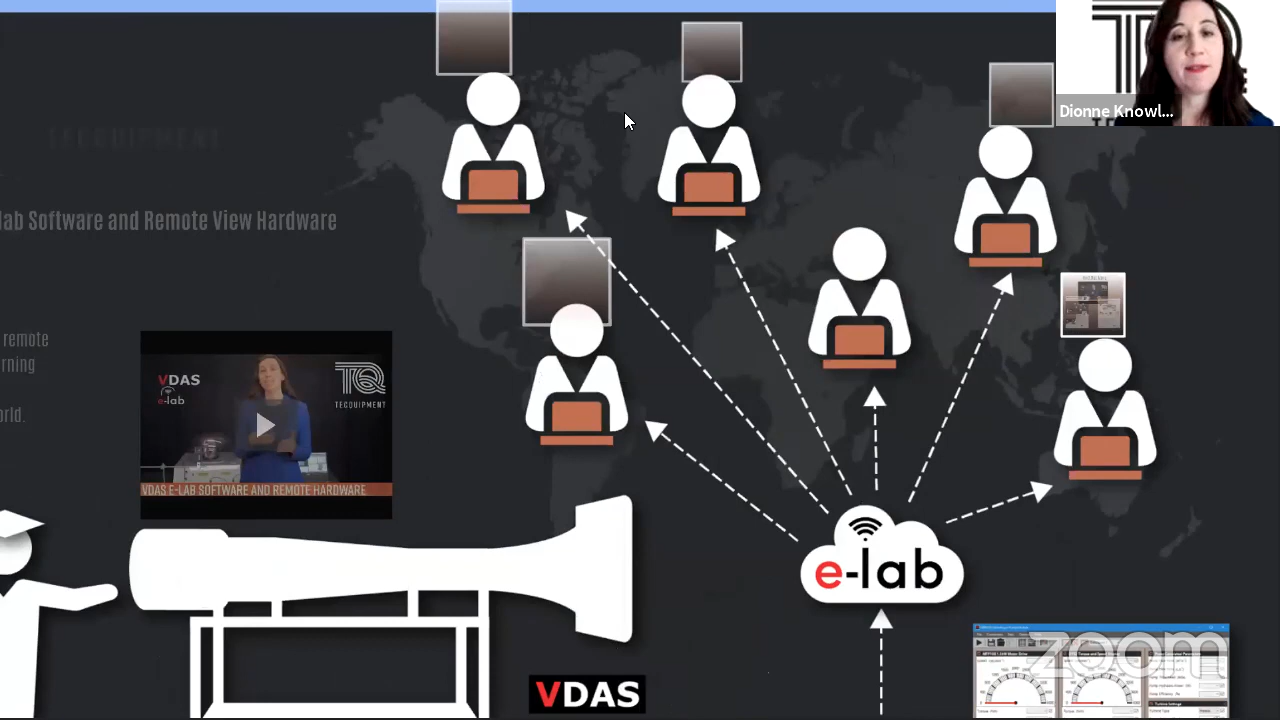 TECQUIPMENT
lab Software and Remote View Hardware
remote
rning
orld.
VDAS
e-lab
TQ
TECQUIPMENT
VDAS E-LAB SOFTWARE AND REMOTE HARDWARE
Dionne Knowl...
e-lab
VDAS
zoom